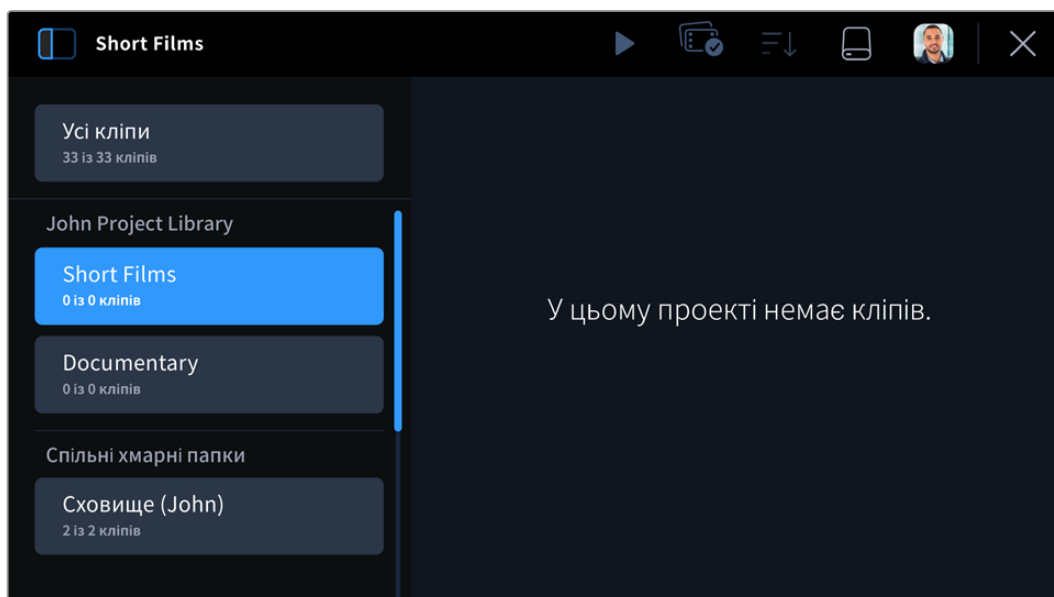 Short Films
Усі кліпи
33 із 33 кліпів
John Project Library
Short Films
0 із 0 кліпів
Documentary
0 із 0 кліпів
Спільні хмарні папки
Сховище (John)
2 із 2 кліпів
У цьому проекті немає кліпів.